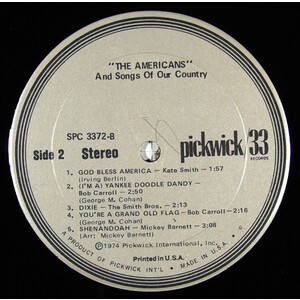 "THE AMERICANS"
And Songs Of Our Country
SPC 3372-B
Side 2 Stereo
pickwick 33
RECORDS
1. GOD BLESS AMERICA - Kate Smith - 1:57
(Irving Berlin)
2. (I'M A) YANKEE DOODLE DANDY -
Bob Carroll - 2:50
(George M. Cohan)
3. DIXIE - The Smith Bros. - 2:13
4. YOU'RE A GRAND OLD FLAG - Bob Carroll - 2:16
(George M. Cohan)
5. SHENANDOAH - Mickey Barnett - 3:08
(Arr: Mickey Barnett)
Ⓟ 1974 Pickwick International, Inc.
Printed in U.S.A.
A PRODUCT OF PICKWICK INT'L • MADE IN U.S.A.